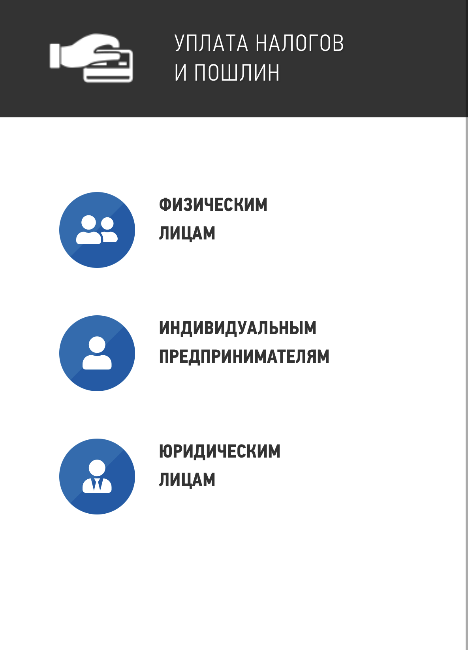 УПЛАТА НАЛОГОВ
И ПОШЛИН
ФИЗИЧЕСКИМ
ЛИЦАМ
ИНДИВИДУАЛЬНЫМ
ПРЕДПРИНИМАТЕЛЯМ
ЮРИДИЧЕСКИМ
ЛИЦАМ